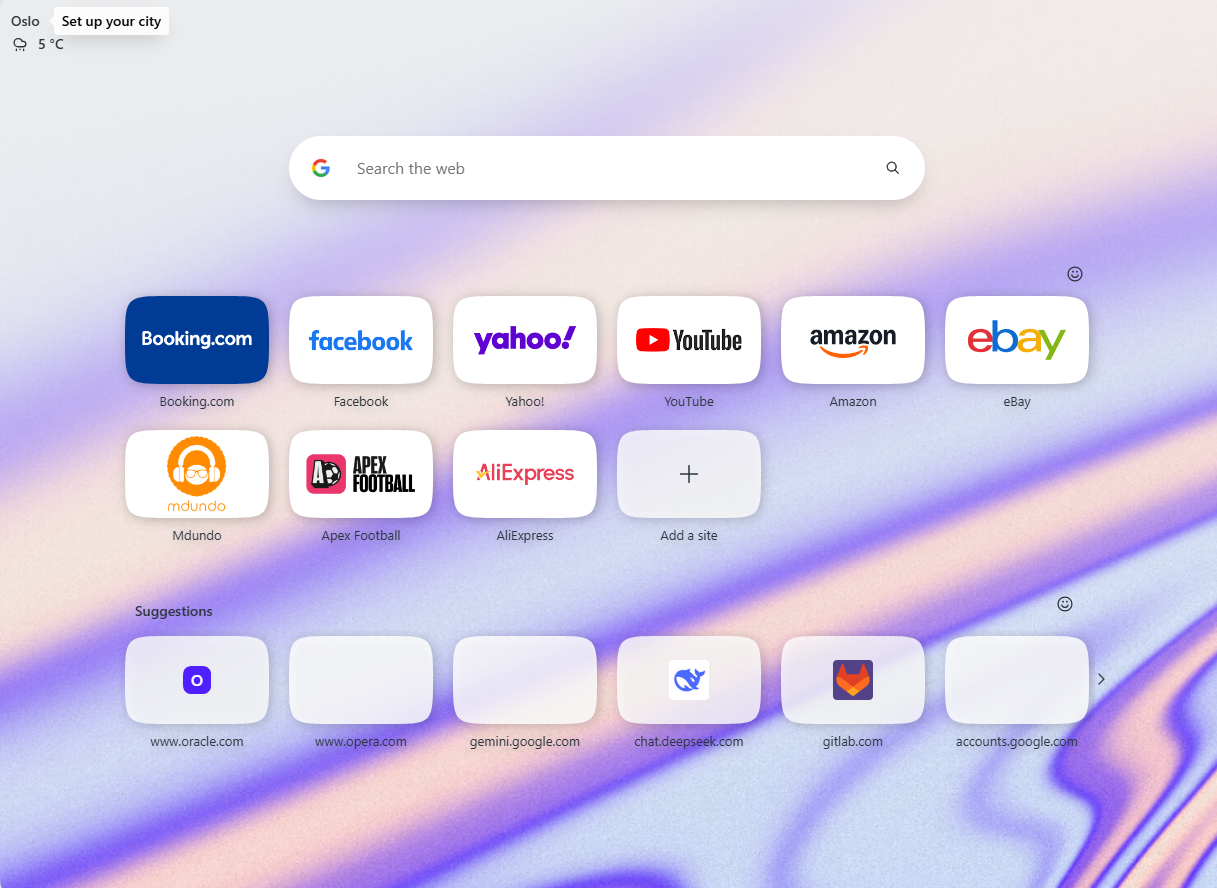 Oslo
Set up your city
5 °C
Search the web
Booking.com
facebook
yahoo!
YouTube
amazon
ebay
Booking.com
Facebook
Yahoo!
YouTube
Amazon
eBay
mdundo
APEX
FOOTBALL
AliExpress
Mdundo
Apex Football
AliExpress
Add a site
Suggestions
O
www.oracle.com
www.opera.com
gemini.google.com
chat.deepseek.com
gitlab.com
accounts.google.com